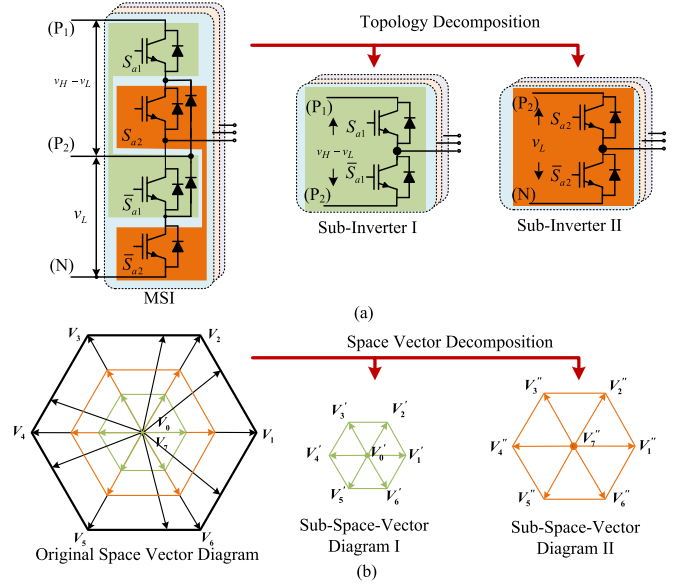 (P1)
Topology Decomposition
vH − vL
Sa1
(P1)
(P2)
Sa1
Sa2
Sa2
(P2)
vH − vL
vL
S̄a1
S̄a1
S̄a2
vL
(P2)
(N)
S̄a2
Sub-Inverter I
Sub-Inverter II
(N)
MSI
(a)
V3
V2
Space Vector Decomposition
V3′
V2′
V3′′
V2′′
V4
V0
V1
V4′
V0′
V1′
V4′′
V7′′
V1′′
V5′
V6′
V5′′
V6′′
V5
V6
Sub-Space-Vector
Diagram I
Sub-Space-Vector
Diagram II
Original Space Vector Diagram
(b)